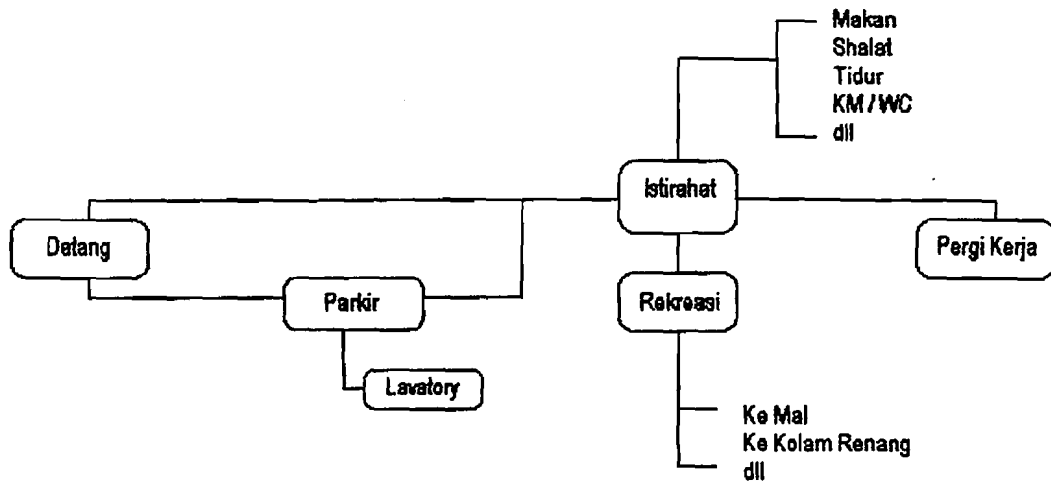 Makan
Shalat
Tidur
KM / WC
dll
Istirahat
Datang
Pergi Kerja
Parkir
Rekreasi
Lavatory
Ke Mal
Ke Kolam Renang
dll